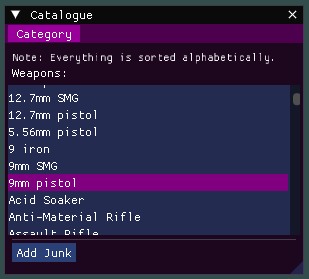 Catalogue
Category
Note: Everything is sorted alphabetically.
Weapons:
12.7mm SMG
12.7mm pistol
5.56mm pistol
9 iron
9mm SMG
9mm pistol
Acid Soaker
Anti-Material Rifle
Assault Rifle
Add Junk